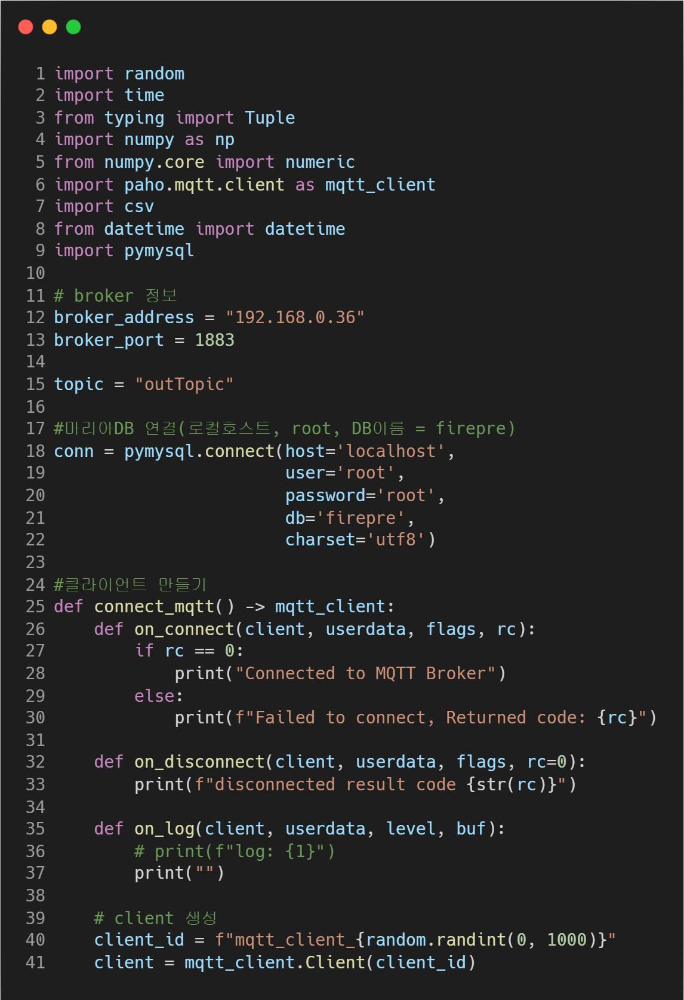 1 import random
2 import time
3 from typing import Tuple
4 import numpy as np
5 from numpy.core import numeric
6 import paho.mqtt.client as mqtt_client
7 import csv
8 from datetime import datetime
9 import pymysql
10
11 # broker 정보
12 broker_address = "192.168.0.36"
13 broker_port = 1883
14
15 topic = "outTopic"
16
17 #마리아DB 연결(로컬호스트, root, DB이름 = firepre)
18 conn = pymysql.connect(host='localhost',
19                        user='root',
20                        password='root',
21                        db='firepre',
22                        charset='utf8')
23
24 #클라이언트 만들기
25 def connect_mqtt() -> mqtt_client:
26     def on_connect(client, userdata, flags, rc):
27         if rc == 0:
28             print("Connected to MQTT Broker")
29         else:
30             print(f"Failed to connect, Returned code: {rc}")
31
32     def on_disconnect(client, userdata, flags, rc=0):
33         print(f"disconnected result code {str(rc)}")
34
35     def on_log(client, userdata, level, buf):
36         # print(f"log: {1}")
37         print("")
38
39     # client 생성
40     client_id = f"mqtt_client_{random.randint(0, 1000)}"
41     client = mqtt_client.Client(client_id)